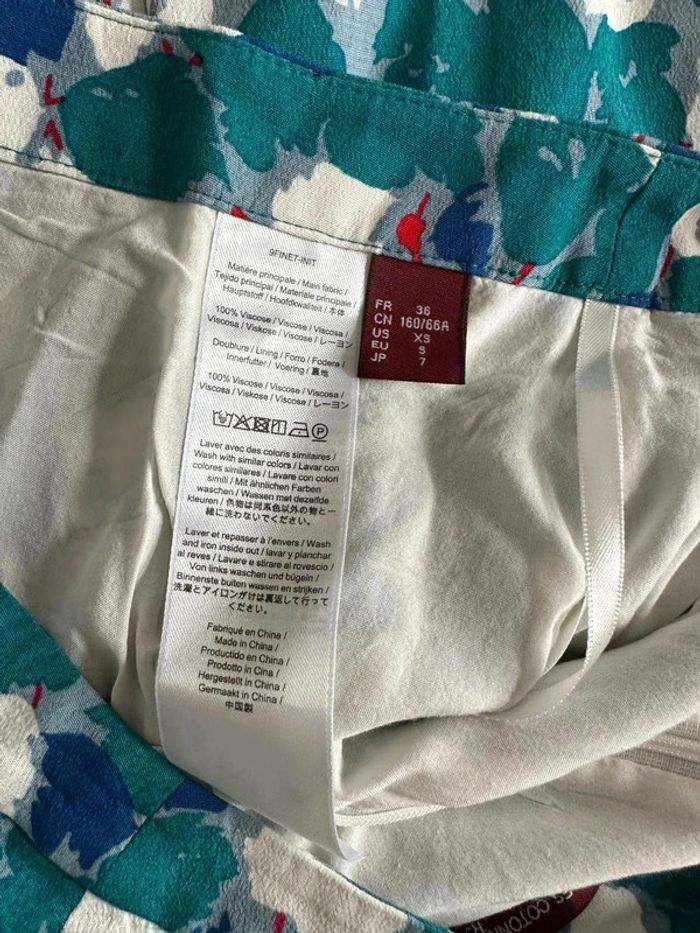 9FINET-INIT
Matière principale / Main fabric /
Tejido principal / Materiale principale /
Hauptstoff / Hoofdkwaliteit / 本体
100% Viscose / Viscose / Viscosa /
Viscosa / Viskose / Viscose / レーヨン
Doublure / Lining / Forro / Fodera /
Innerfutter / Voering / 裏地
100% Viscose / Viscose / Viscosa /
Viscosa / Viskose / Viscose / レーヨン
P
Laver avec des coloris similaires /
Wash with similar colors / Lavar con
colores similares / Lavare con colori
simili / Mit ähnlichen Farben
waschen / Wassen met dezelfde
kleuren / 色物は同系色以外の物と一
緒に洗わないでください。
Laver et repasser à l'envers / Wash
and iron inside out / lavar y planchar
al reves / Lavare e stirare al rovescio /
Von links waschen und bügeln /
Binnenste buiten wassen en strijken /
洗濯とアイロンがけは裏返して行って
ください。
Fabriqué en China /
Made in China /
Productido en China /
Prodotto in Cina /
Hergestellt in China /
Germaakt in China /
中国製
FR 36
CN 160/66A
US XS
EU S
JP 7